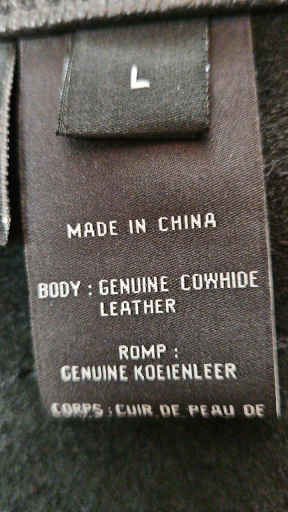 L
MADE IN CHINA
BODY : GENUINE COWHIDE
LEATHER
ROMP :
GENUINE KOEIENLEER
CORPS : CUIR DE PEAU DE